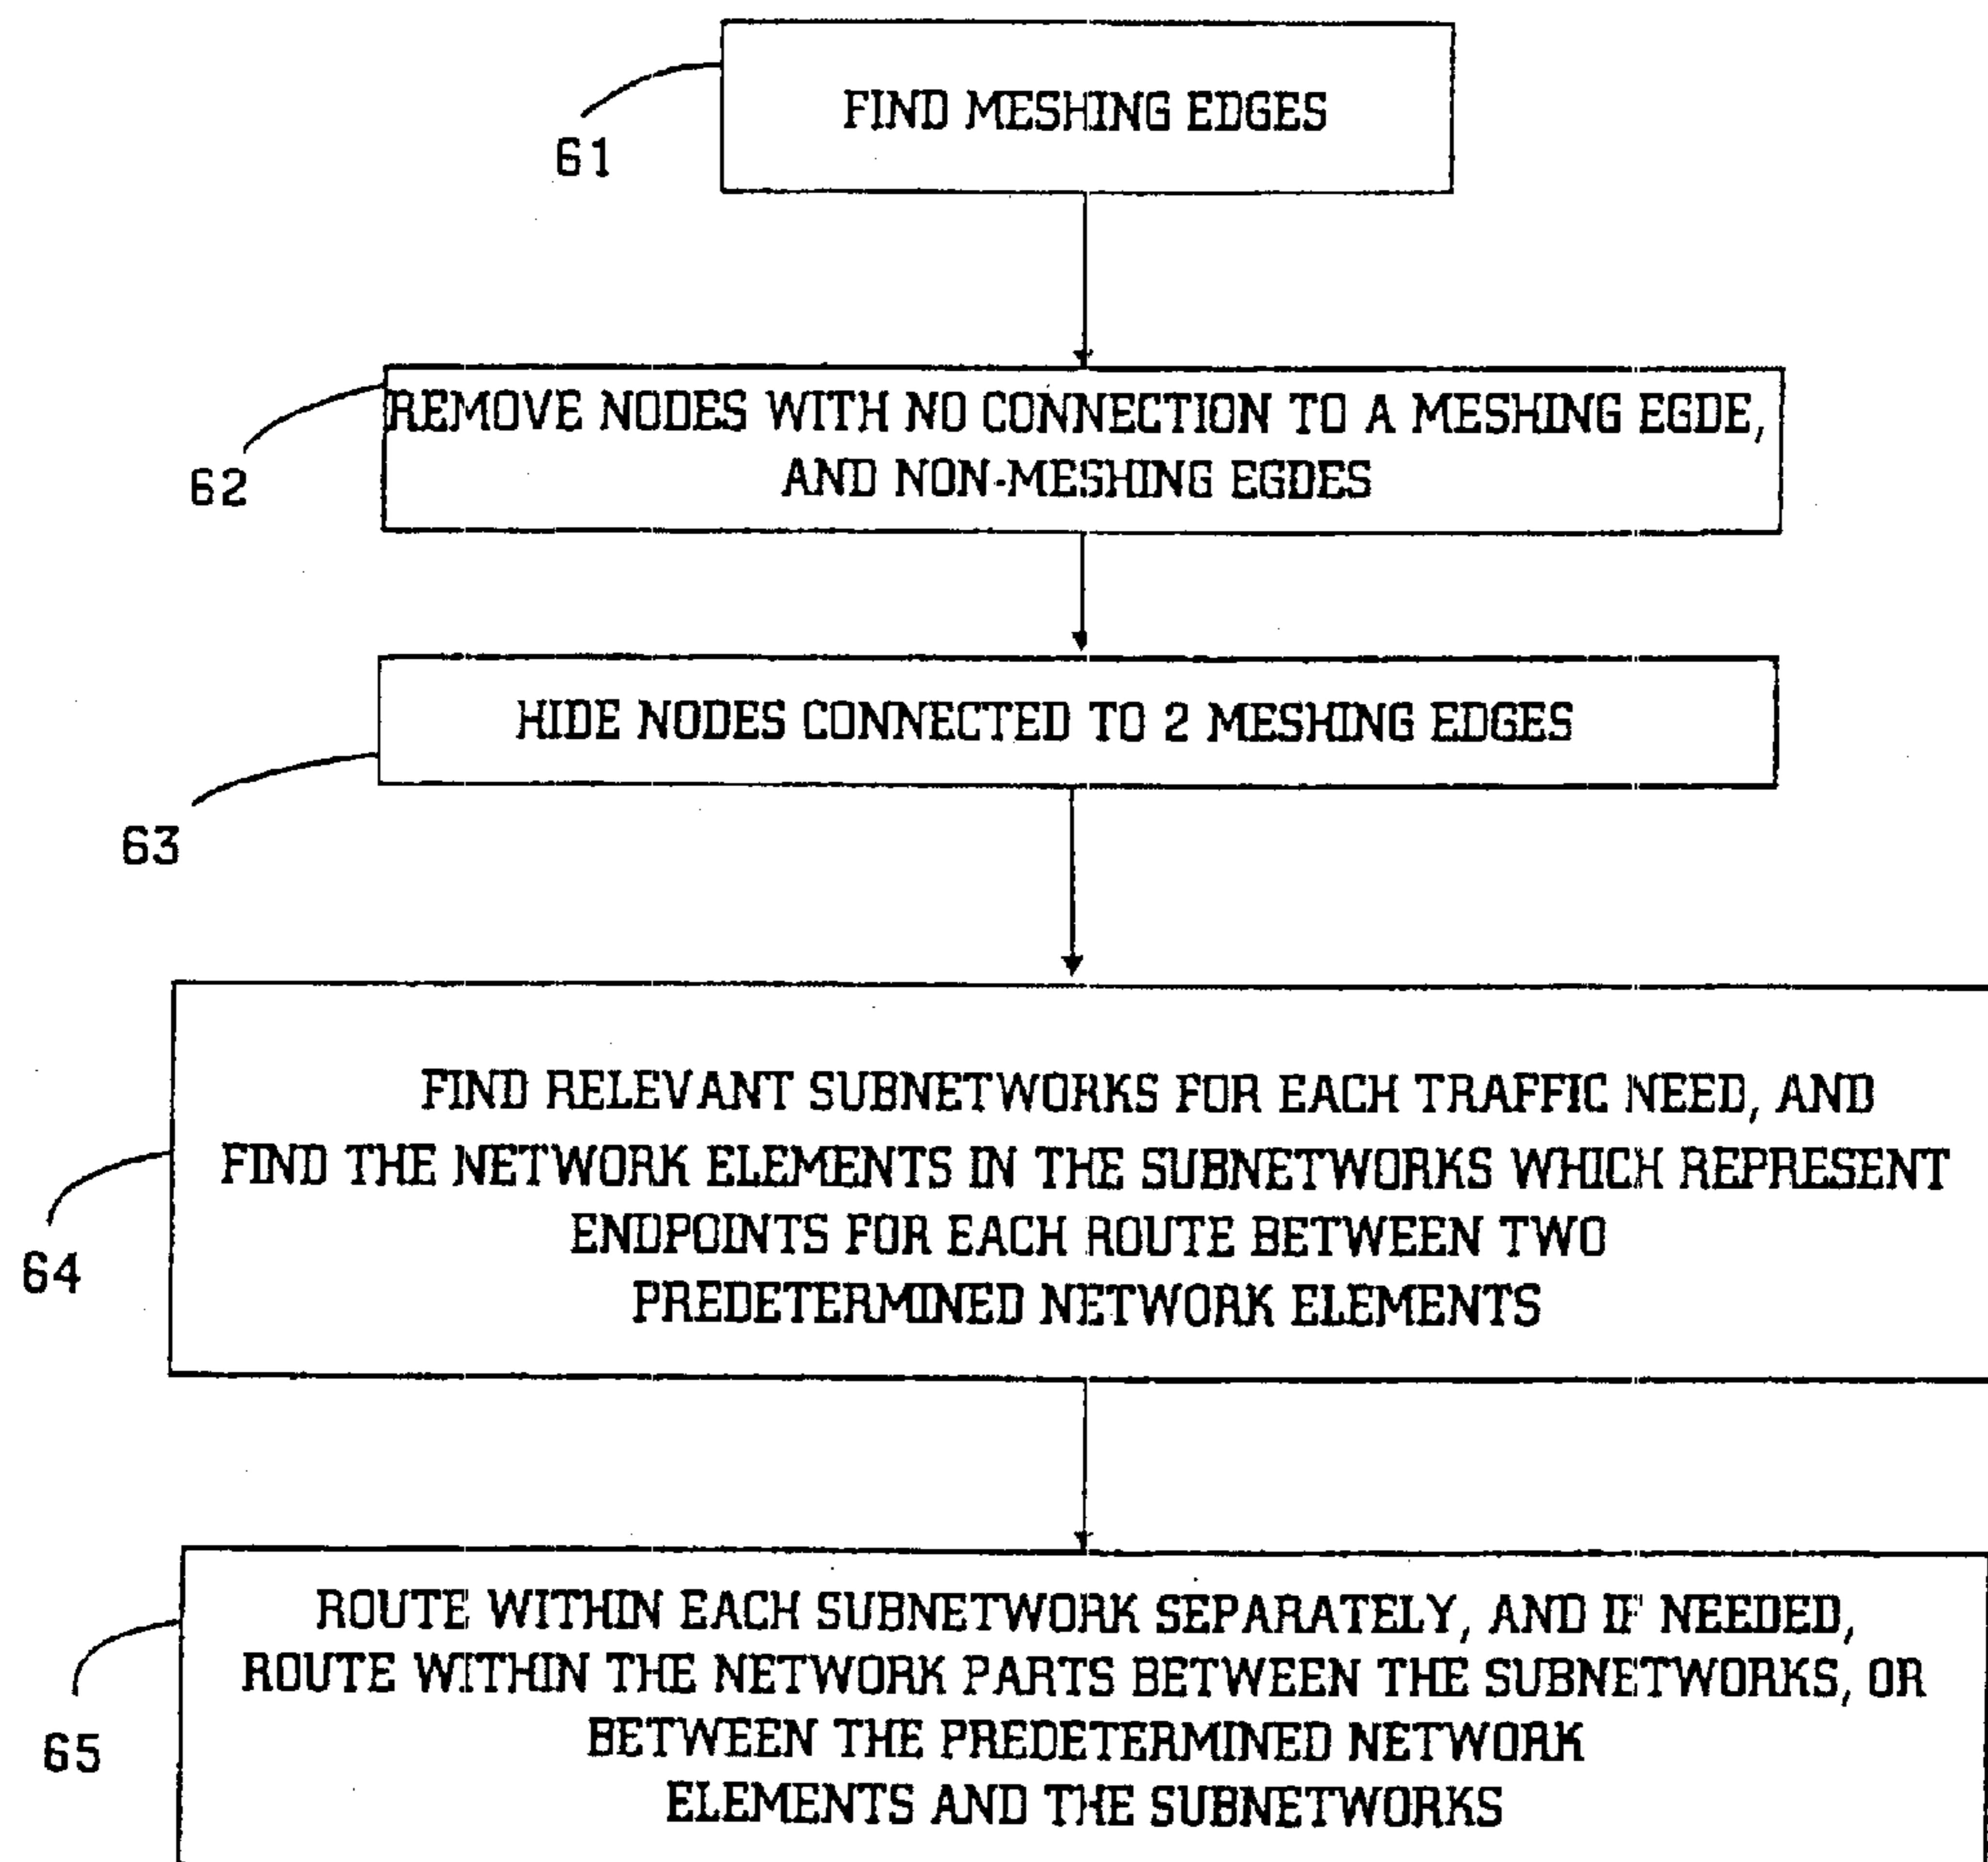 FIND MESHING EDGES
61
REMOVE NODES WITH NO CONNECTION TO A MESHING EGDE,
AND NON-MESHING EGDES
62
HIDE NODES CONNECTED TO 2 MESHING EDGES
63
FIND RELEVANT SUBNETWORKS FOR EACH TRAFFIC NEED, AND
FIND THE NETWORK ELEMENTS IN THE SUBNETWORKS WHICH REPRESENT
ENDPOINTS FOR EACH ROUTE BETWEEN TWO
PREDETERMINED NETWORK ELEMENTS
64
ROUTE WITHIN EACH SUBNETWORK SEPARATELY, AND IF NEEDED,
ROUTE WITHIN THE NETWORK PARTS BETWEEN THE SUBNETWORKS, OR
BETWEEN THE PREDETERMINED NETWORK
ELEMENTS AND THE SUBNETWORKS
65